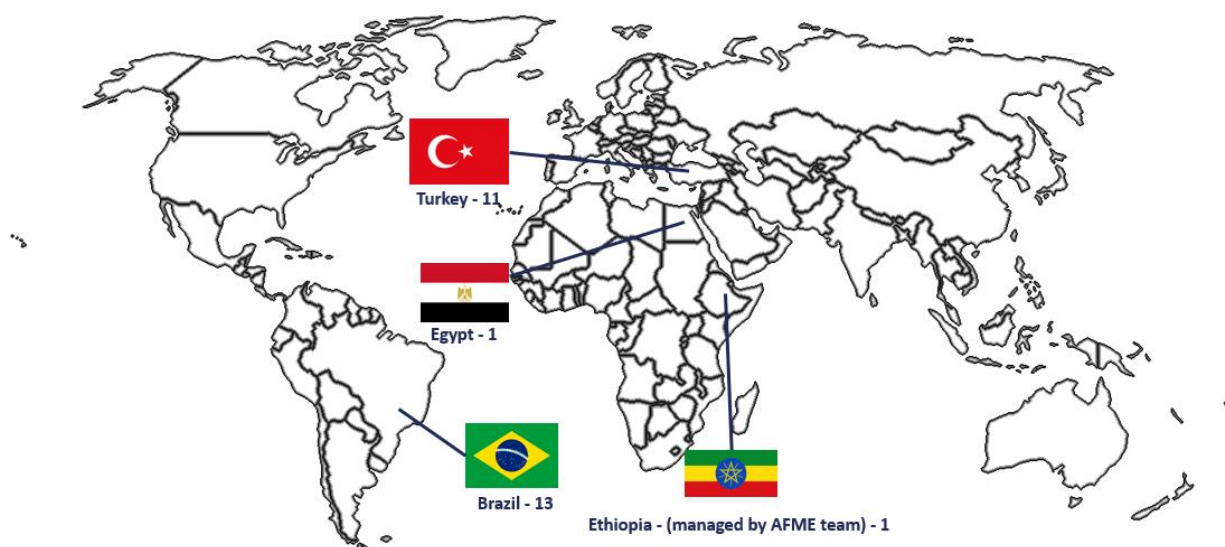 Turkey - 11
Egypt - 1
Brazil - 13
Ethiopia - (managed by AFME team) - 1